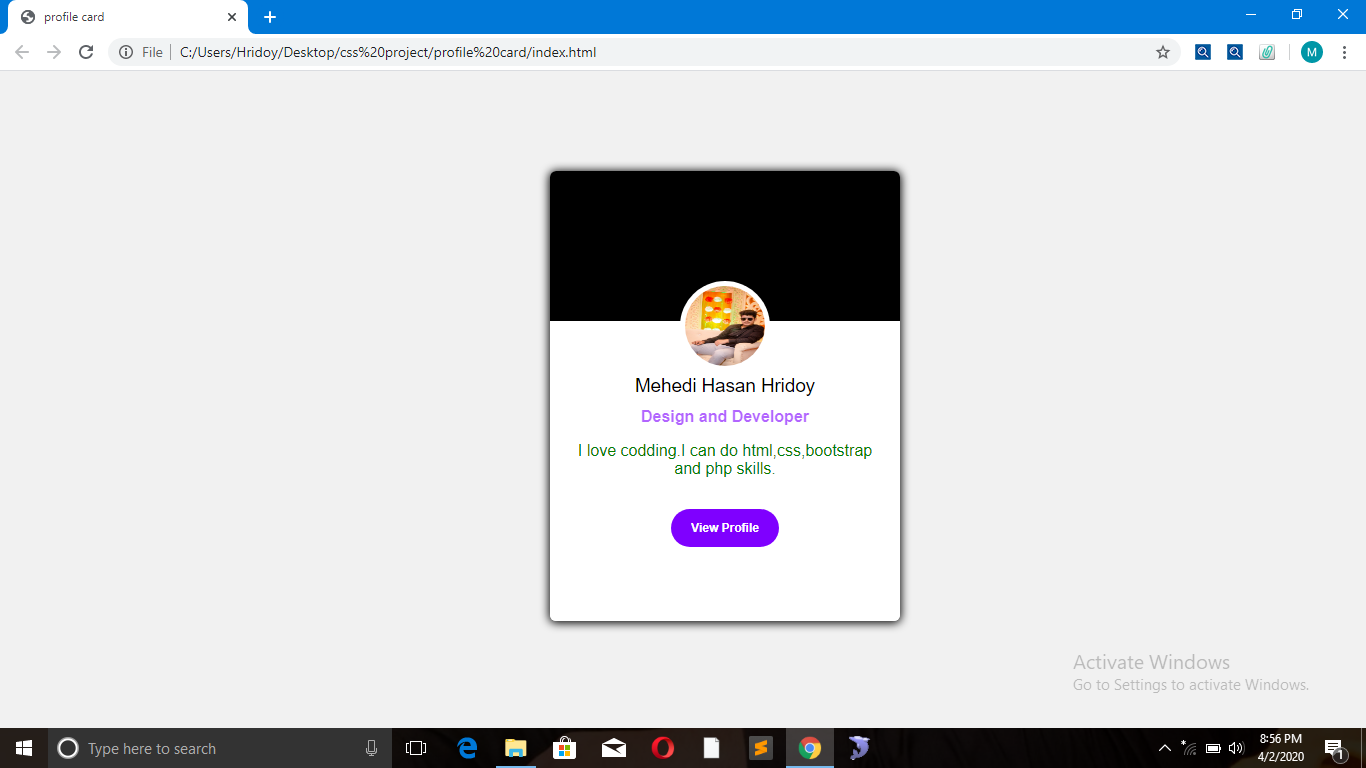 profile card
File
C:/Users/Hridoy/Desktop/css%20project/profile%20card/index.html
M
Mehedi Hasan Hridoy
Design and Developer
I love codding.I can do html,css,bootstrap
and php skills.
View Profile
Activate Windows
Go to Settings to activate Windows.
Type here to search
8:56 PM
4/2/2020
1